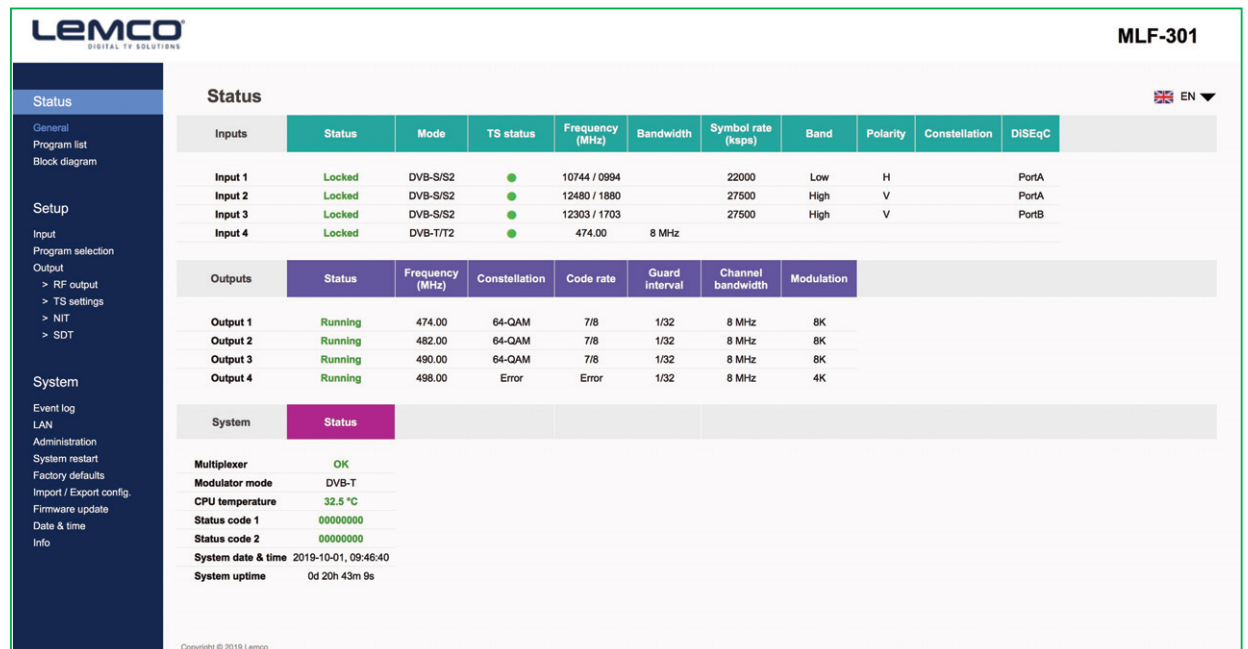 LEMCO
DIGITAL TV SOLUTIONS
MLF-301
Status
General
Program list
Block diagram
Setup
Input
Program selection
Output
> RF output
> TS settings
> NIT
> SDT
System
Event log
LAN
Administration
System restart
Factory defaults
Import / Export config.
Firmware update
Date & time
Info
Status
EN
Inputs Status Mode TS status Frequency (MHz) Bandwidth Symbol rate (ksps) Band Polarity Constellation DiSEqC
Input 1 Locked DVB-S/S2 10744 / 0994 22000 Low H PortA
Input 2 Locked DVB-S/S2 12480 / 1880 27500 High V PortA
Input 3 Locked DVB-S/S2 12303 / 1703 27500 High V PortB
Input 4 Locked DVB-T/T2 474.00 8 MHz
Outputs Status Frequency (MHz) Constellation Code rate Guard interval Channel bandwidth Modulation
Output 1 Running 474.00 64-QAM 7/8 1/32 8 MHz 8K
Output 2 Running 482.00 64-QAM 7/8 1/32 8 MHz 8K
Output 3 Running 490.00 64-QAM 7/8 1/32 8 MHz 8K
Output 4 Running 498.00 Error Error 1/32 8 MHz 4K
System Status
Multiplexer OK
Modulator mode DVB-T
CPU temperature 32.5 °C
Status code 1 00000000
Status code 2 00000000
System date & time 2019-10-01, 09:46:40
System uptime 0d 20h 43m 9s
Copyright © 2019 Lemco